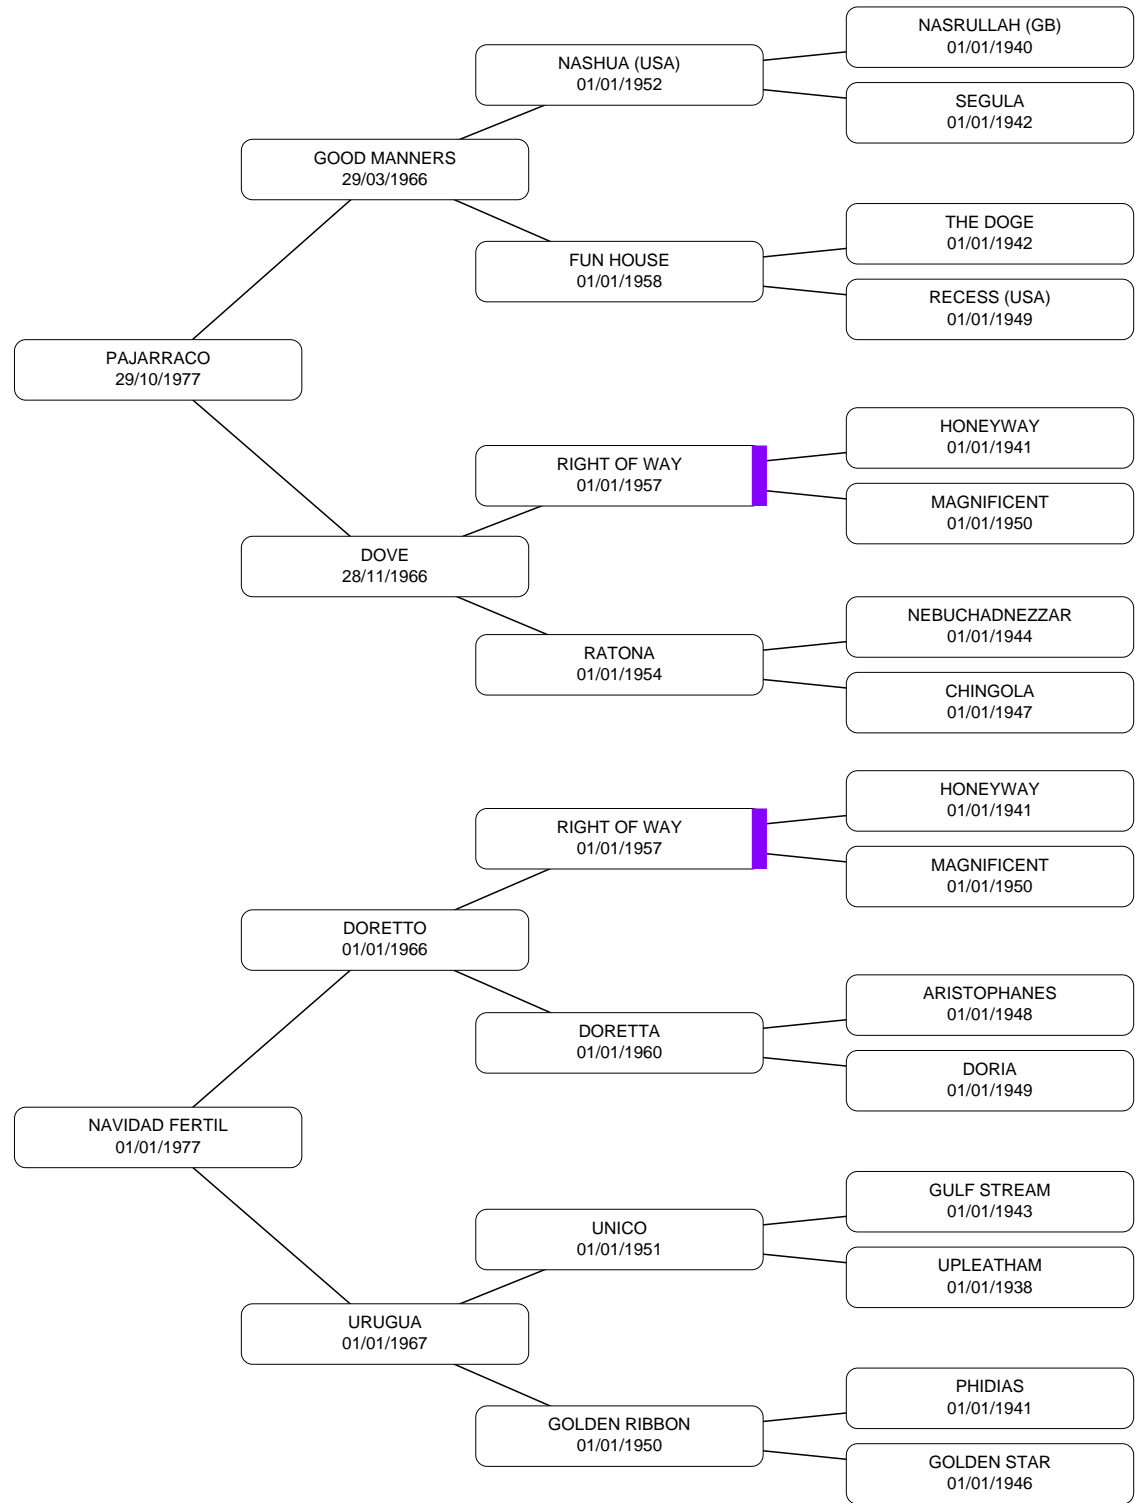 NASRULLAH (GB)
01/01/1940
NASHUA (USA)
01/01/1952
SEGULA
01/01/1942
GOOD MANNERS
29/03/1966
THE DOGE
01/01/1942
FUN HOUSE
01/01/1958
RECESS (USA)
01/01/1949
PAJARRACO
29/10/1977
HONEYWAY
01/01/1941
RIGHT OF WAY
01/01/1957
MAGNIFICENT
01/01/1950
DOVE
28/11/1966
NEBUCHADNEZZAR
01/01/1944
RATONA
01/01/1954
CHINGOLA
01/01/1947
HONEYWAY
01/01/1941
RIGHT OF WAY
01/01/1957
MAGNIFICENT
01/01/1950
DORETTO
01/01/1966
ARISTOPHANES
01/01/1948
DORETTA
01/01/1960
DORIA
01/01/1949
NAVIDAD FERTIL
01/01/1977
GULF STREAM
01/01/1943
UNICO
01/01/1951
UPLEATHAM
01/01/1938
URUGUA
01/01/1967
PHIDIAS
01/01/1941
GOLDEN RIBBON
01/01/1950
GOLDEN STAR
01/01/1946